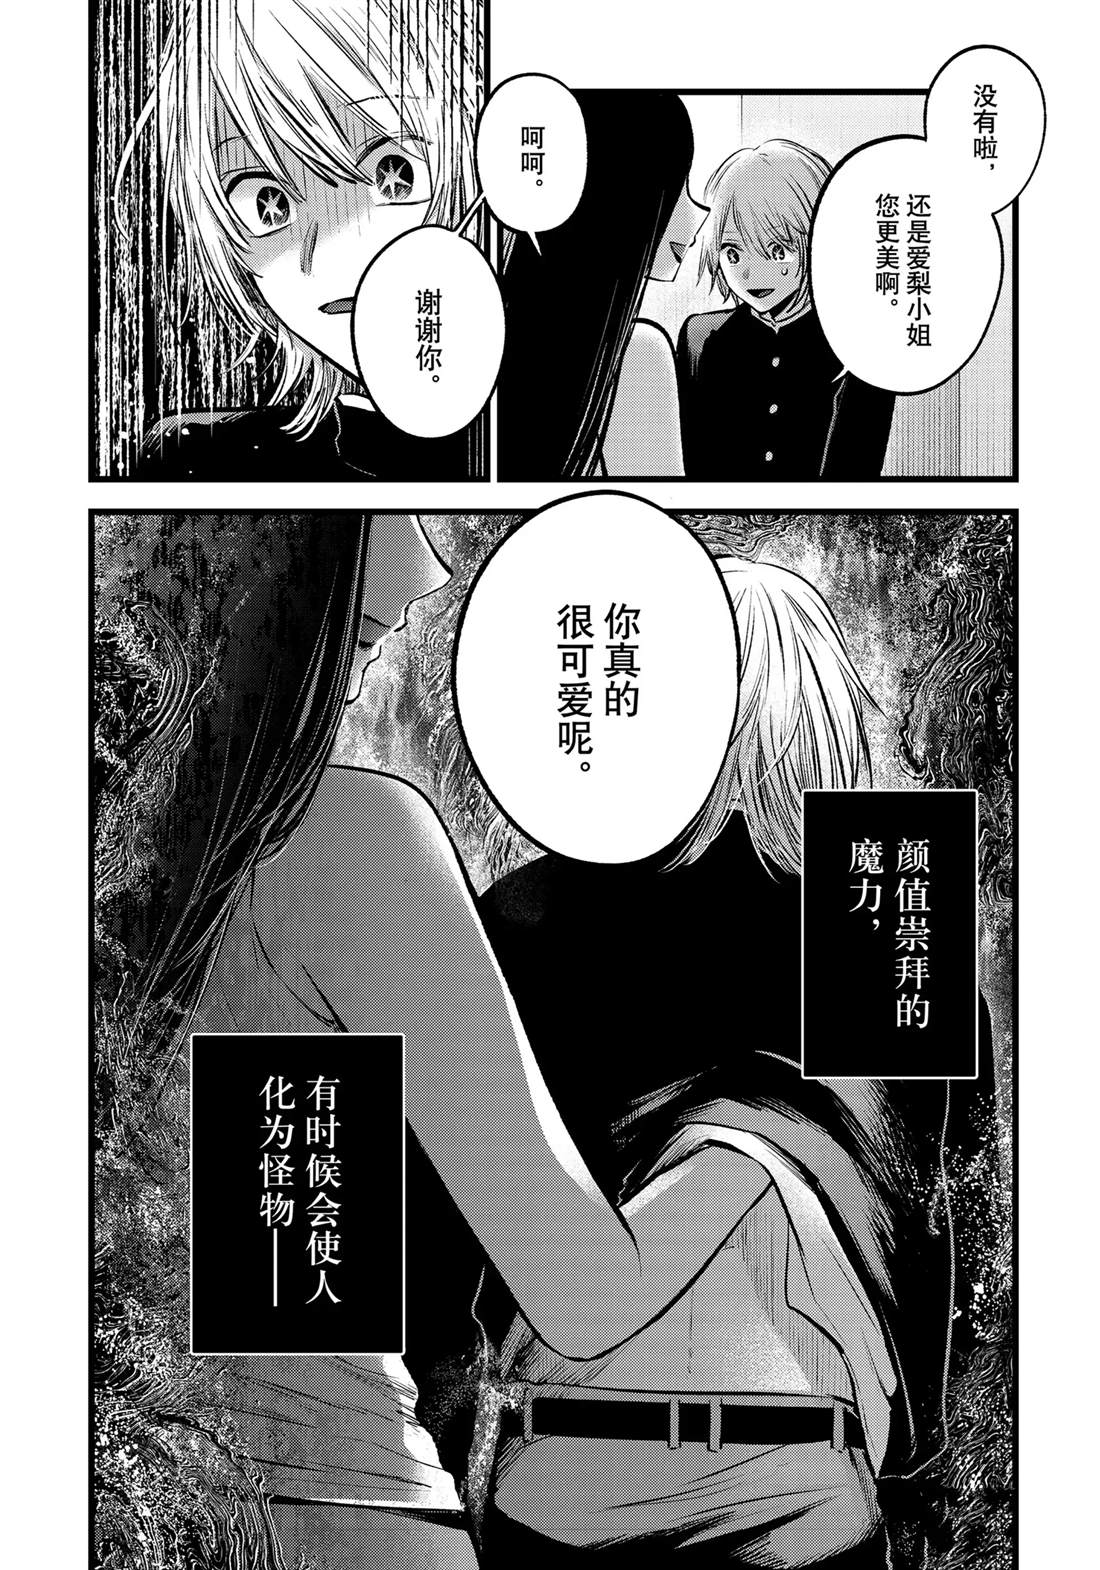 没有啦，
还是爱梨小姐
您更美啊。
呵呵。
谢谢你。
你真的
很可爱呢。
颜值崇拜的
魔力，
有时候会使人
化为怪物——